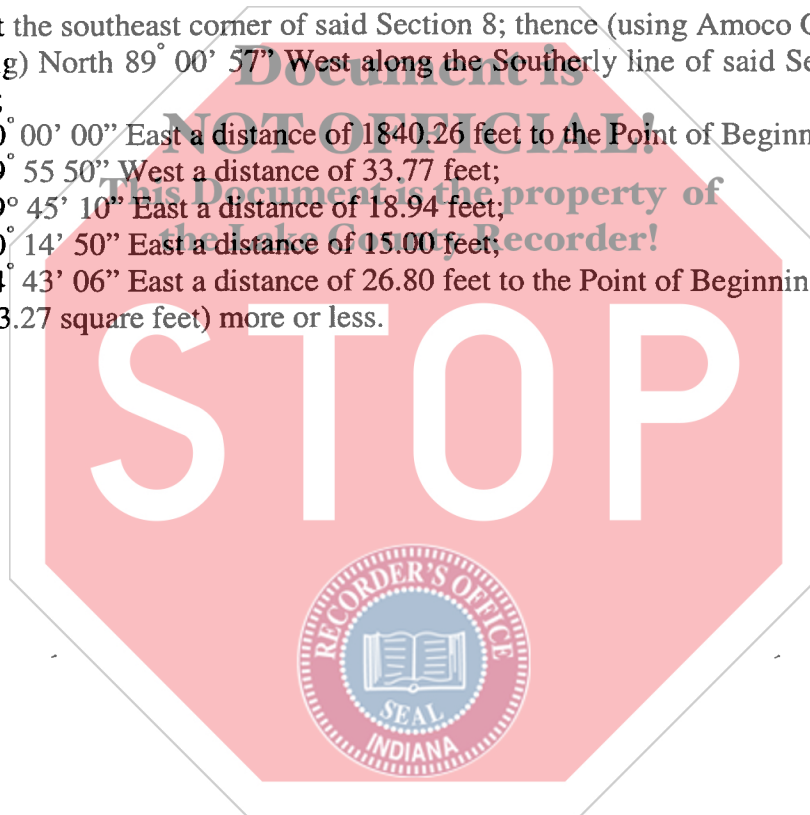 the southeast corner of said Section 8; thence (using Amoco
North 89° 00’ 57” West along the Southerly line of said
Document is
00’ 00” East a distance of 1840.26 feet to the Point of
NOT OFFICIAL!
55 50” West a distance of 33.77 feet;
This Document is the property of
45’ 10” East a distance of 18.94 feet;
14’ 50” East a distance of 15.00 feet;
the Lake County Recorder!
43’ 06” East a distance of 26.80 feet to the Point of
3.27 square feet) more or less.
STOP
RECORDER'S OFFICE
SEAL
INDIANA